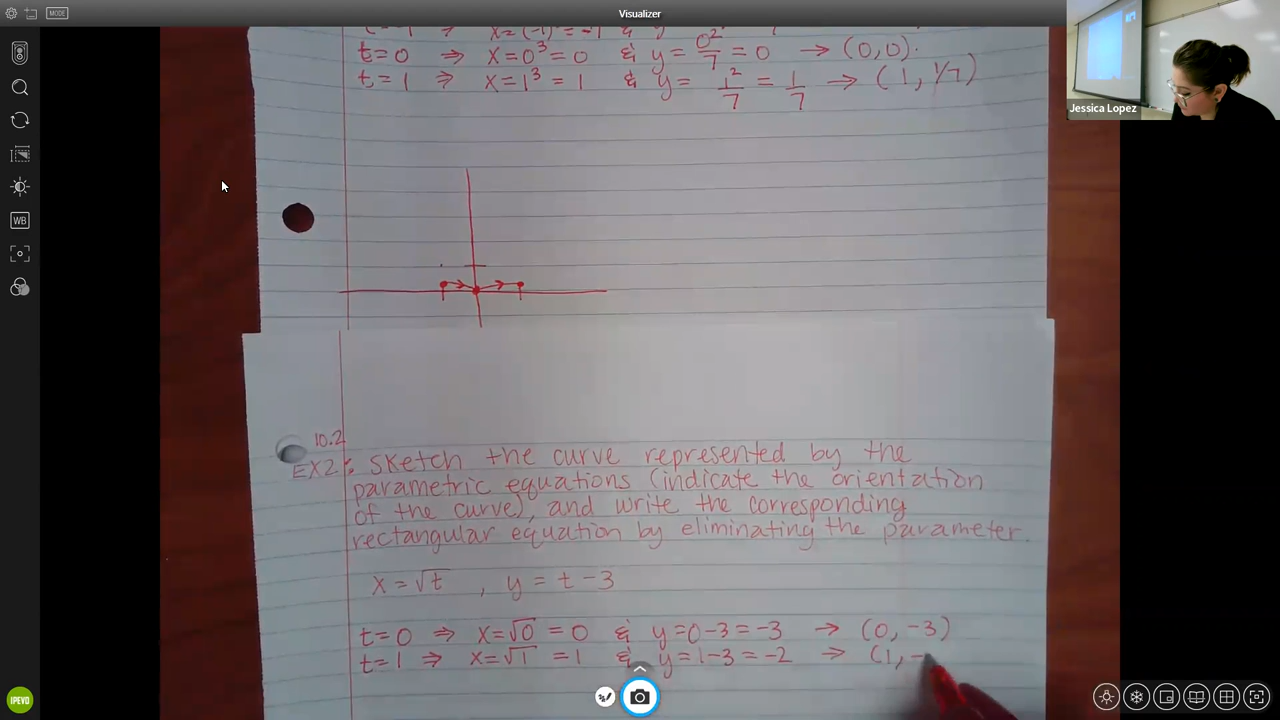 Visualizer
MODE
WB
IPEVO
Jessica Lopez
t=0 ⇒ x=0³=0 & y=0²/7=0 → (0,0).
t=1 ⇒ x=1³=1 & y=1²/7=1/7 → (1, 1/7)
10.2
EX2: Sketch the curve represented by the
parametric equations (indicate the orientation
of the curve), and write the corresponding
rectangular equation by eliminating the parameter.
x=√t , y=t-3
t=0 ⇒ x=√0=0 & y=0-3=-3 → (0,-3)
t=1 ⇒ x=√1=1 & y=1-3=-2 ⇒ (1,-